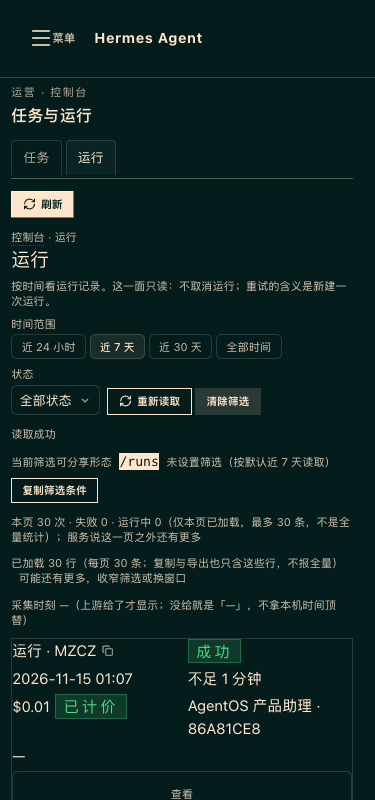 菜单 Hermes Agent
运营 · 控制台
任务与运行
任务 运行
刷新
控制台 · 运行
运行
按时间看运行记录。这一面只读：不取消运行；重试的含义是新建一
次运行。
时间范围
近 24 小时 近 7 天 近 30 天 全部时间
状态
全部状态 重新读取 清除筛选
读取成功
当前筛选可分享形态 /runs 未设置筛选（按默认近 7 天读取）
复制筛选条件
本页 30 次 · 失败 0 · 运行中 0（仅本页已加载，最多 30 条，不是全
量统计）；服务说这一页之外还有更多
已加载 30 行（每页 30 条；复制与导出也只含这些行，不报全量）
可能还有更多，收窄筛选或换窗口
采集时刻 —（上游给了才显示；没给就是「—」，不拿本机时间顶
替）
运行 · MZCZ 成功
2026-11-15 01:07 不足 1 分钟
$0.01 已计价 AgentOS 产品助理 ·
86A81CE8
—
查看